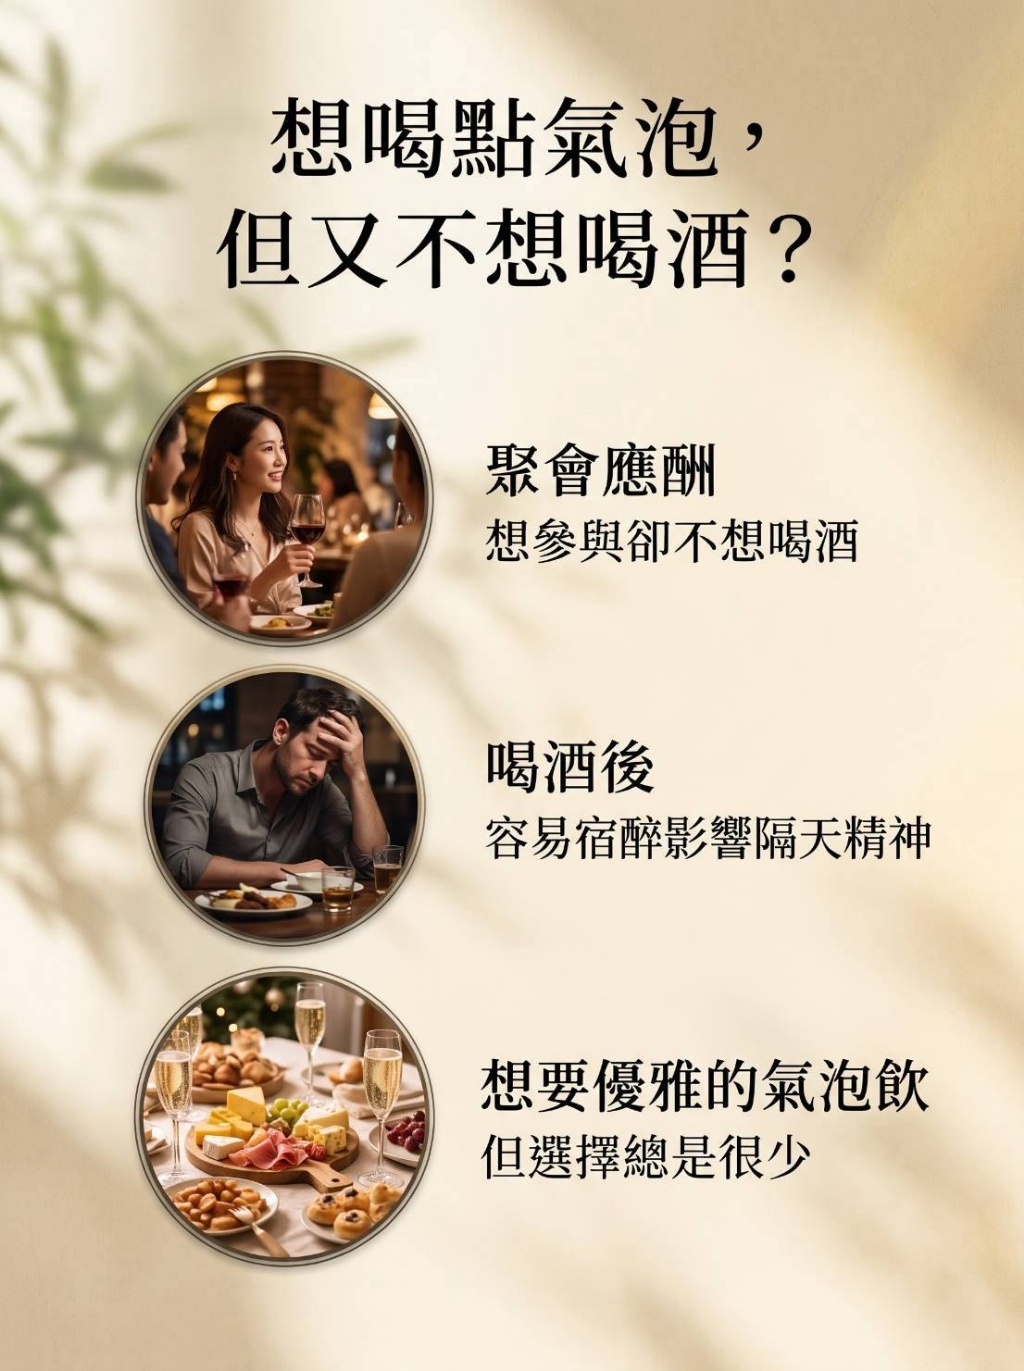 想喝點氣泡，
但又不想喝酒？
聚會應酬
想參與卻不想喝酒
喝酒後
容易宿醉影響隔天精神
想要優雅的氣泡飲
但選擇總是很少